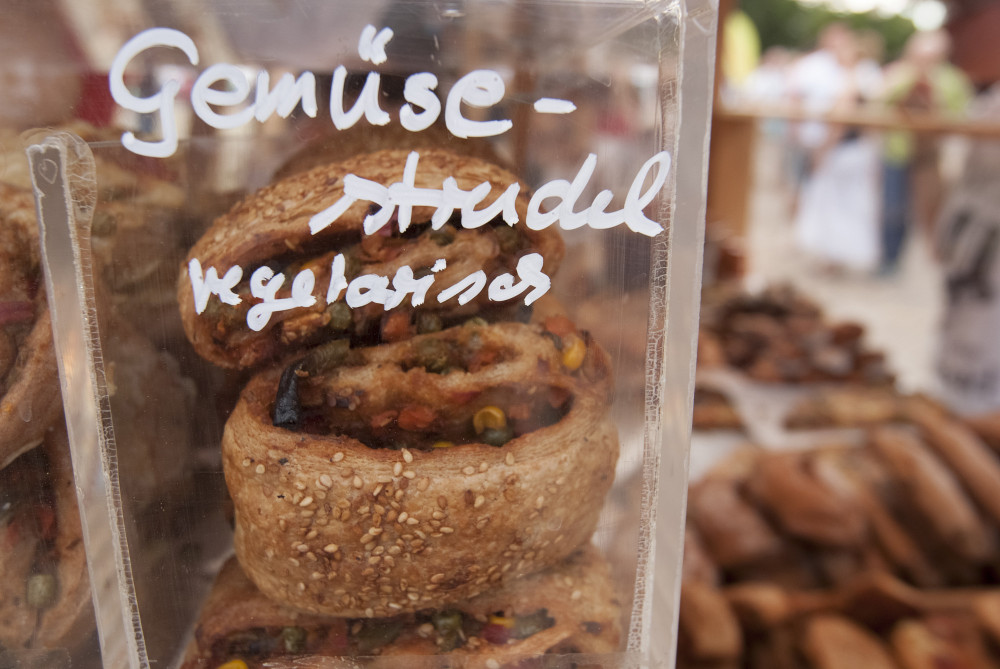 Gemüse-
strudel
vegetarisch